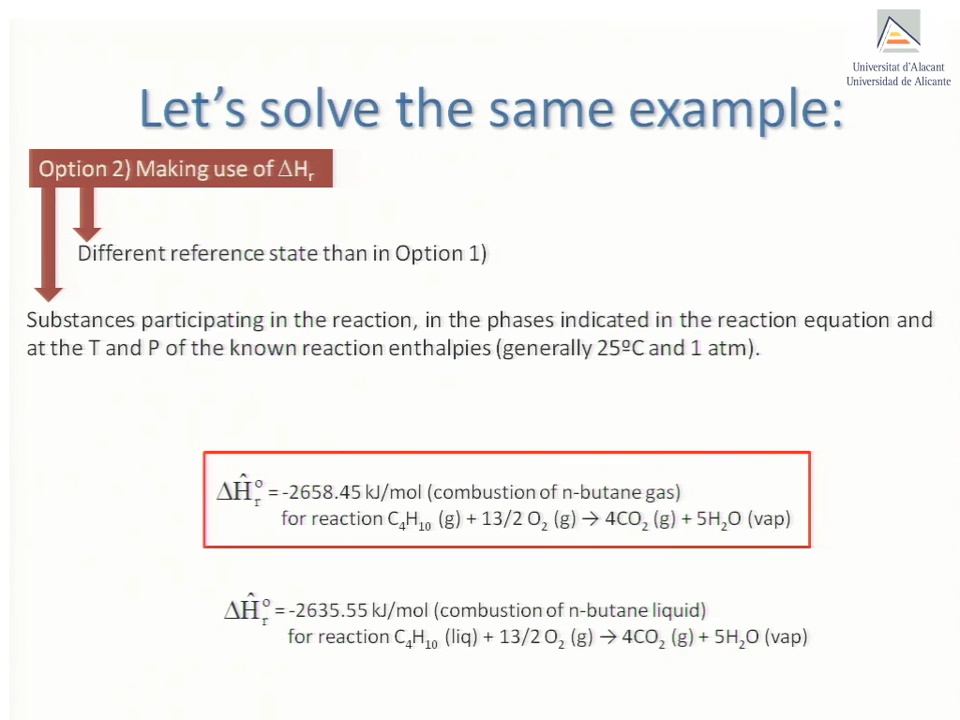 Universitat d'Alacant
Universidad de Alicante
Let's solve the same example:
Option 2) Making use of ΔHᵣ
Different reference state than in Option 1)
Substances participating in the reaction, in the phases indicated in the reaction equation and
at the T and P of the known reaction enthalpies (generally 25ºC and 1 atm).
ΔĤᵣ° = -2658.45 kJ/mol (combustion of n-butane gas)
for reaction C₄H₁₀ (g) + 13/2 O₂ (g) → 4CO₂ (g) + 5H₂O (vap)
ΔĤᵣ° = -2635.55 kJ/mol (combustion of n-butane liquid)
for reaction C₄H₁₀ (liq) + 13/2 O₂ (g) → 4CO₂ (g) + 5H₂O (vap)